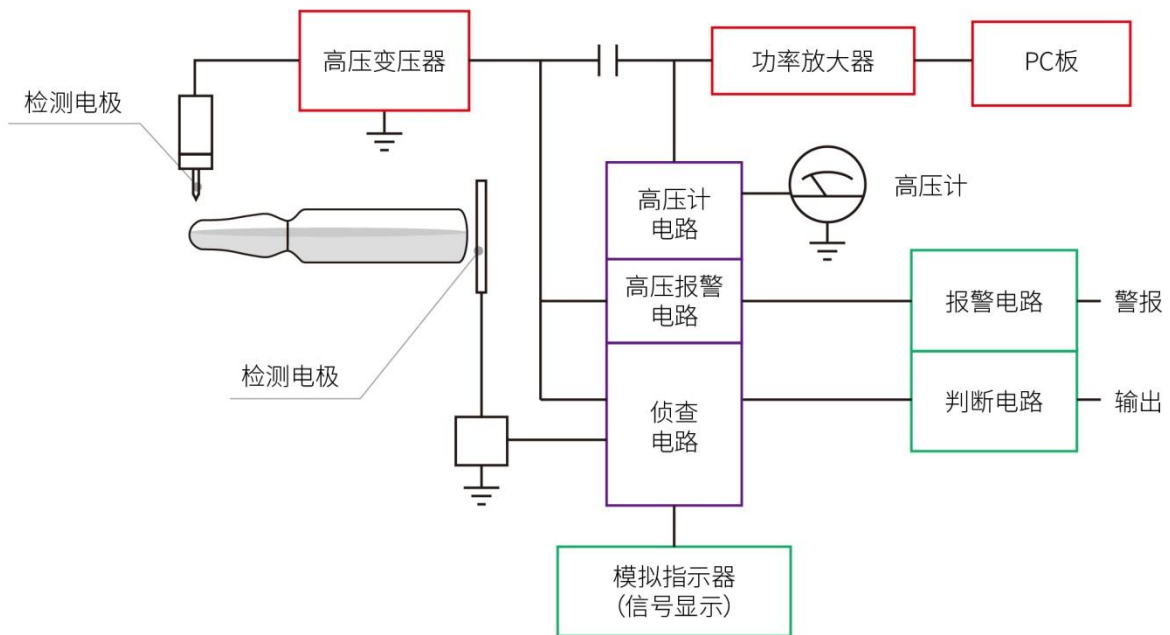 高压变压器
功率放大器
PC板
检测电极
高压计
电路
高压计
高压报警
电路
报警电路
警报
检测电极
侦查
电路
判断电路
输出
模拟指示器
(信号显示)